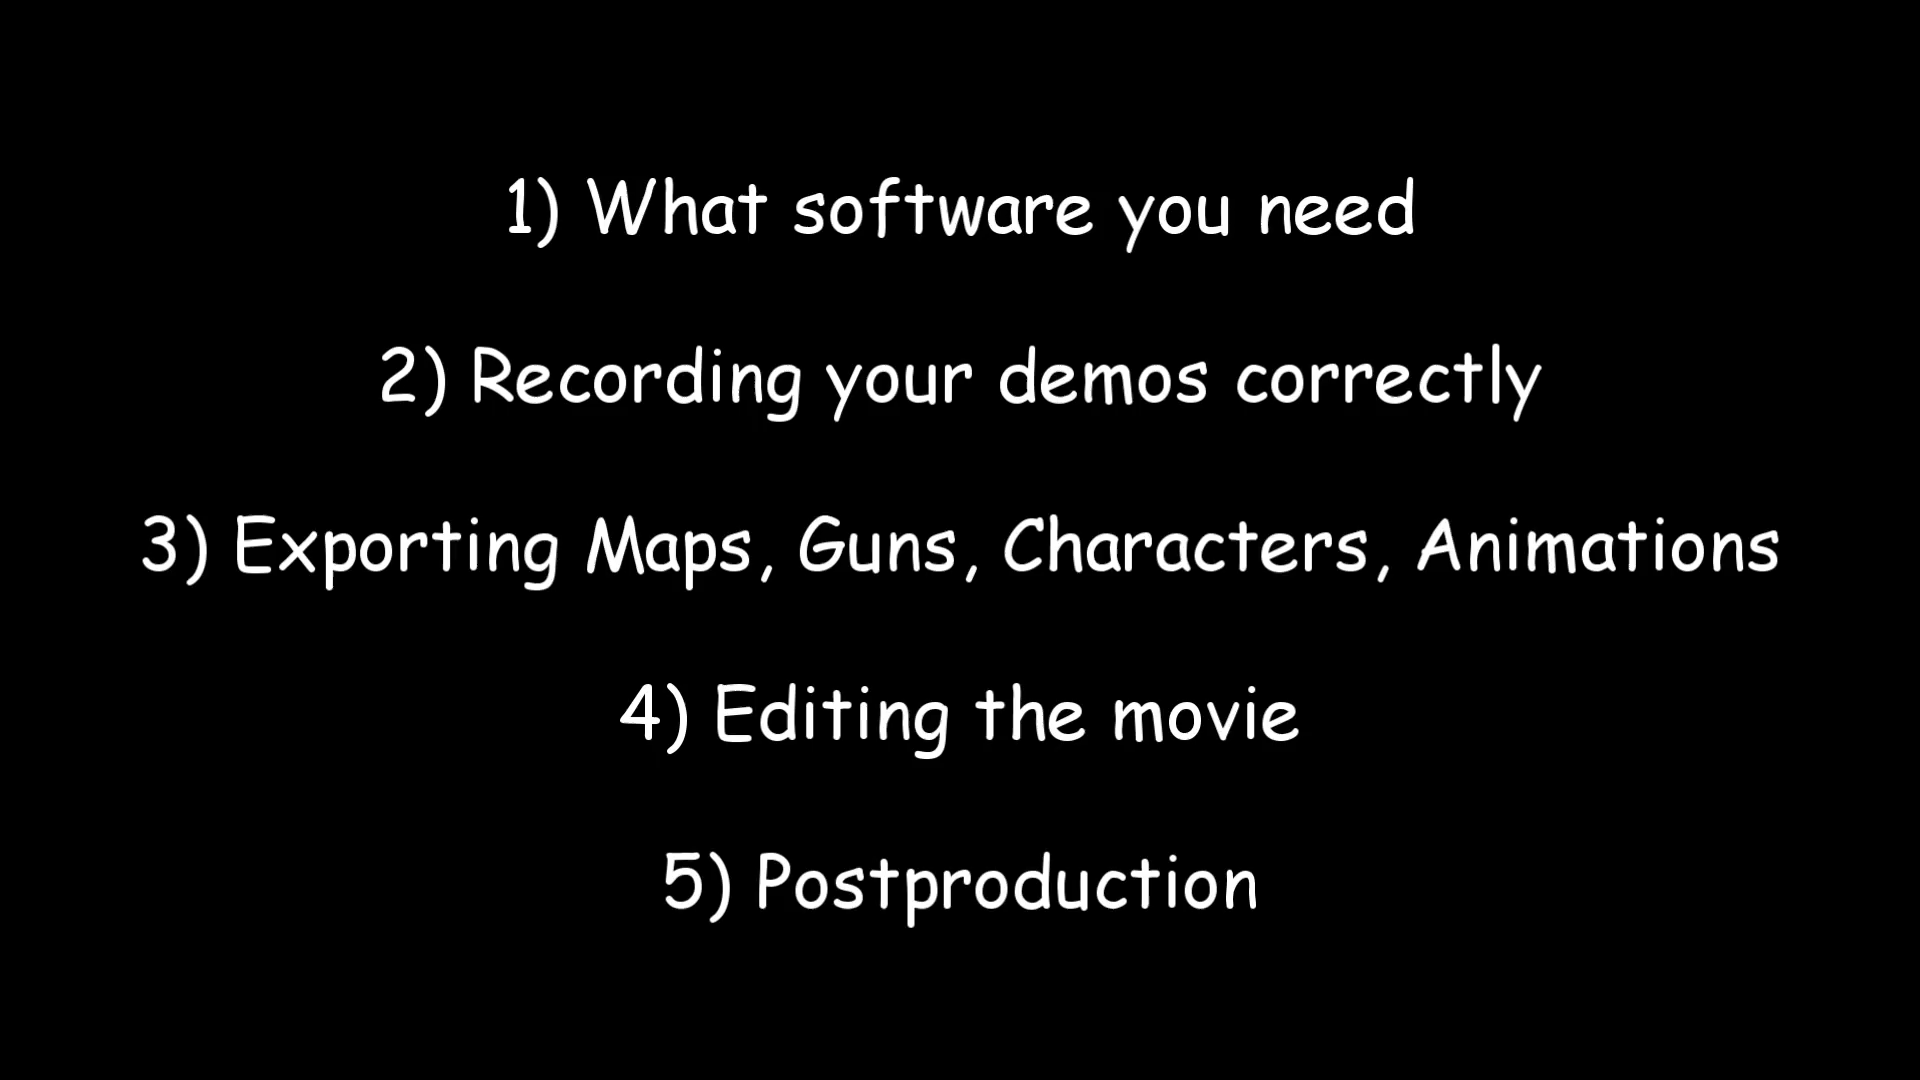 1) What software you need
2) Recording your demos correctly
3) Exporting Maps, Guns, Characters, Animations
4) Editing the movie
5) Postproduction